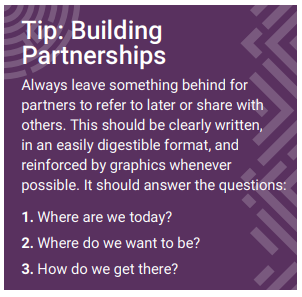 Tip: Building
Partnerships
Always leave something behind for
partners to refer to later or share with
others. This should be clearly written,
in an easily digestible format, and
reinforced by graphics whenever
possible. It should answer the questions:
1. Where are we today?
2. Where do we want to be?
3. How do we get there?